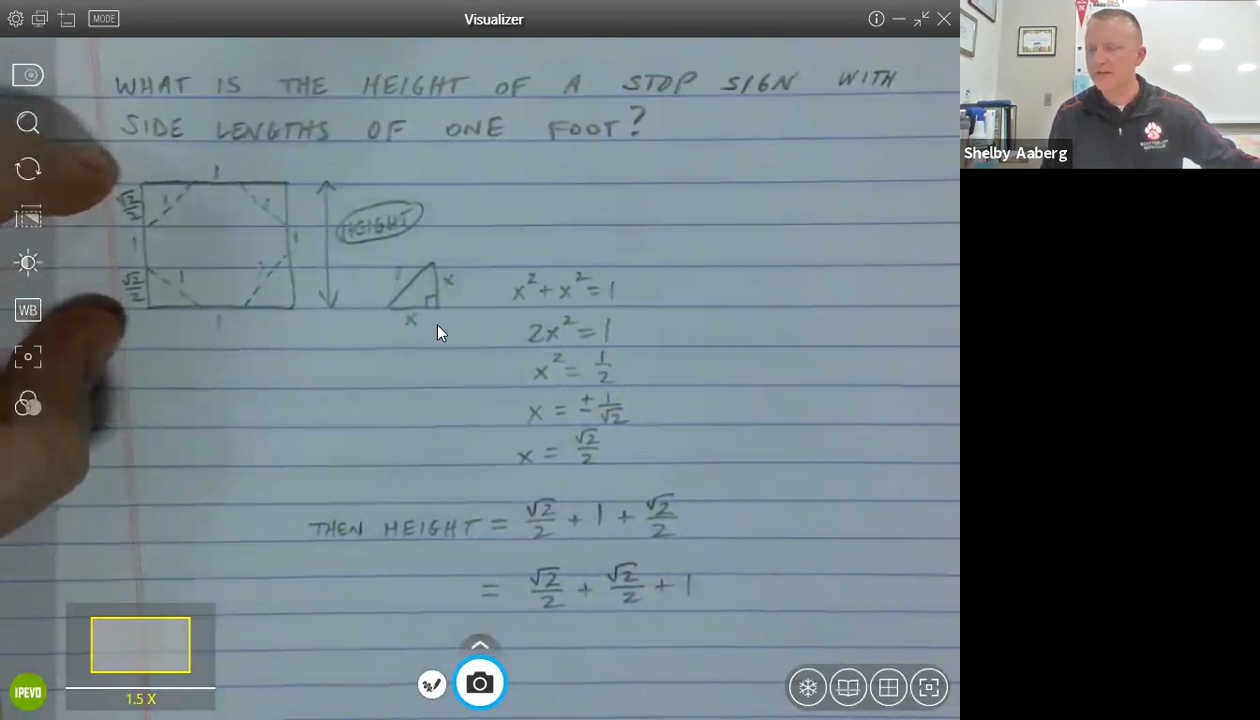 MODE
Visualizer
WHAT IS THE HEIGHT OF A STOP SIGN WITH
SIDE LENGTHS OF ONE FOOT?
1
√2/2
1
1
HEIGHT
1
1
√2/2
1
1
x
x
x² + x² = 1
2x² = 1
x² = 1/2
x = ± 1/√2
x = √2/2
THEN HEIGHT = √2/2 + 1 + √2/2
= √2/2 + √2/2 + 1
WB
1.5 X
iPEVO
Shelby Aaberg